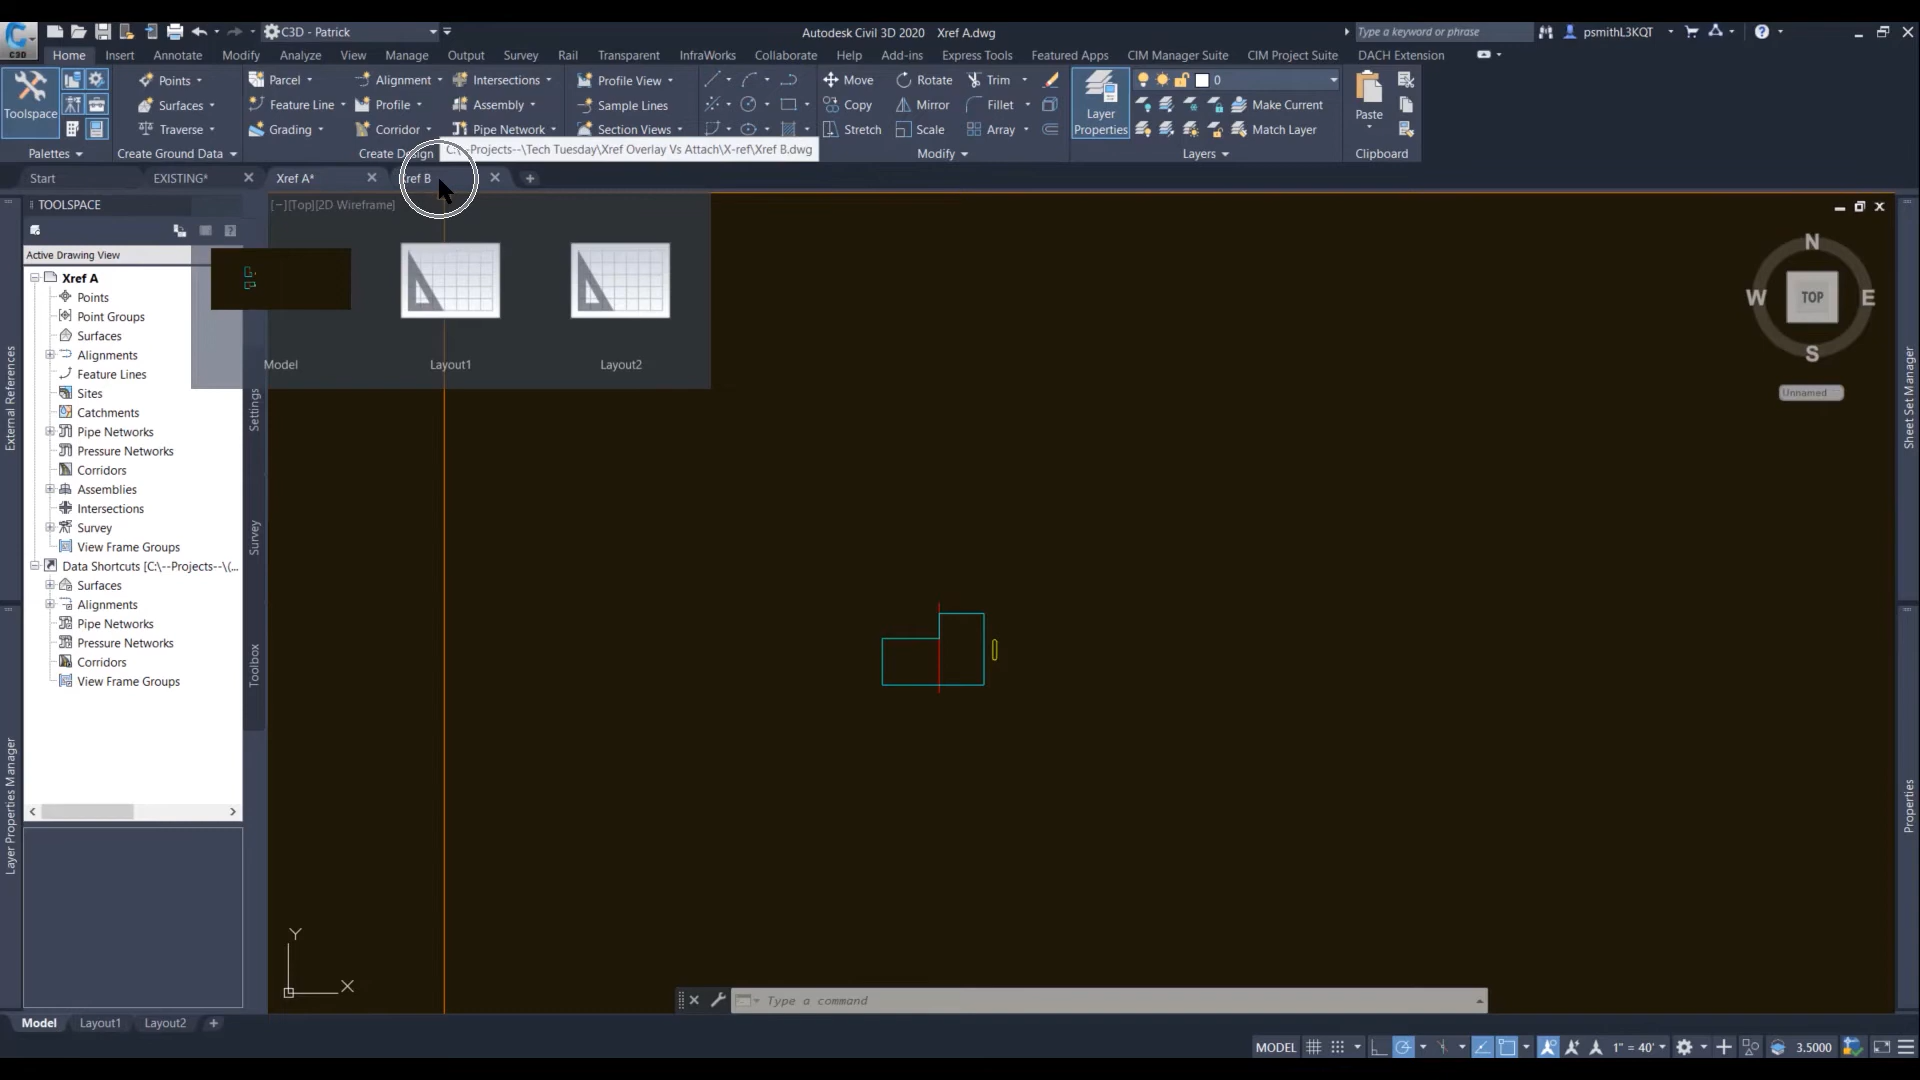 C3D
C3D - Patrick
Autodesk Civil 3D 2020 Xref A.dwg
Type a keyword or phrase
psmithL3KQT
Home Insert Annotate Modify Analyze View Manage Output Survey Rail Transparent InfraWorks Collaborate Help Add-ins Express Tools Featured Apps CIM Manager Suite CIM Project Suite DACH Extension
Toolspace
Points
Surfaces
Traverse
Parcel
Feature Line
Grading
Alignment
Profile
Corridor
Intersections
Assembly
Pipe Network
Profile View
Sample Lines
Section Views
Move
Copy
Stretch
Rotate
Mirror
Scale
Trim
Fillet
Array
Layer
Properties
0
Make Current
Match Layer
Paste
Palettes
Create Ground Data
Create Design
C:\--Projects--\Tech Tuesday\Xref Overlay Vs Attach\X-ref\Xref B.dwg
Modify
Layers
Clipboard
Start
EXISTING*
Xref A*
Xref B
TOOLSPACE
[−][Top][2D Wireframe]
Active Drawing View
Xref A
Points
Point Groups
Surfaces
Alignments
Feature Lines
Sites
Catchments
Pipe Networks
Pressure Networks
Corridors
Assemblies
Intersections
Survey
View Frame Groups
Data Shortcuts [C:\--Projects--\(...
Surfaces
Alignments
Pipe Networks
Pressure Networks
Corridors
View Frame Groups
Settings
Survey
Toolbox
External References
Layer Properties Manager
Model
Layout1
Layout2
N
W
TOP
E
S
Unnamed
Sheet Set Manager
Properties
Y
X
Type a command
Model
Layout1
Layout2
MODEL
1" = 40'
3.5000